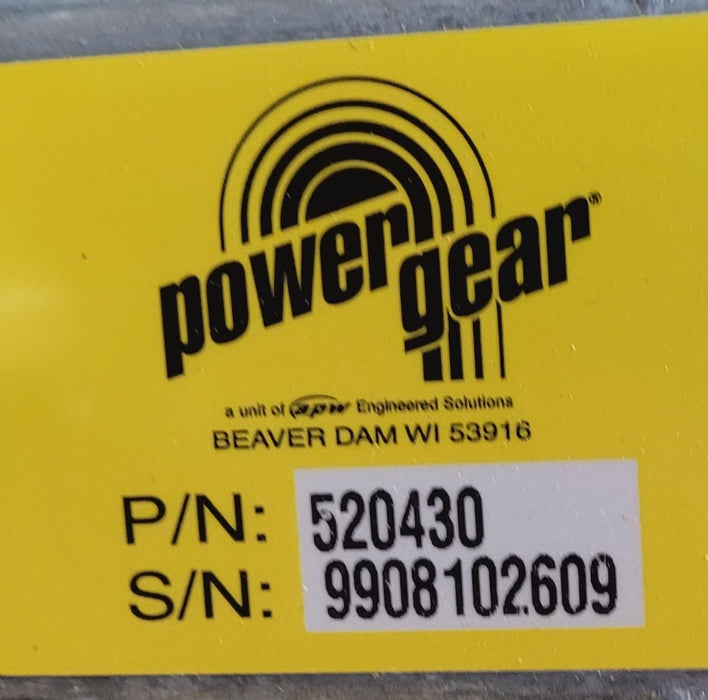 power gear®
a unit of apw Engineered Solutions
BEAVER DAM WI 53916
P/N: 520430
S/N: 9908102609